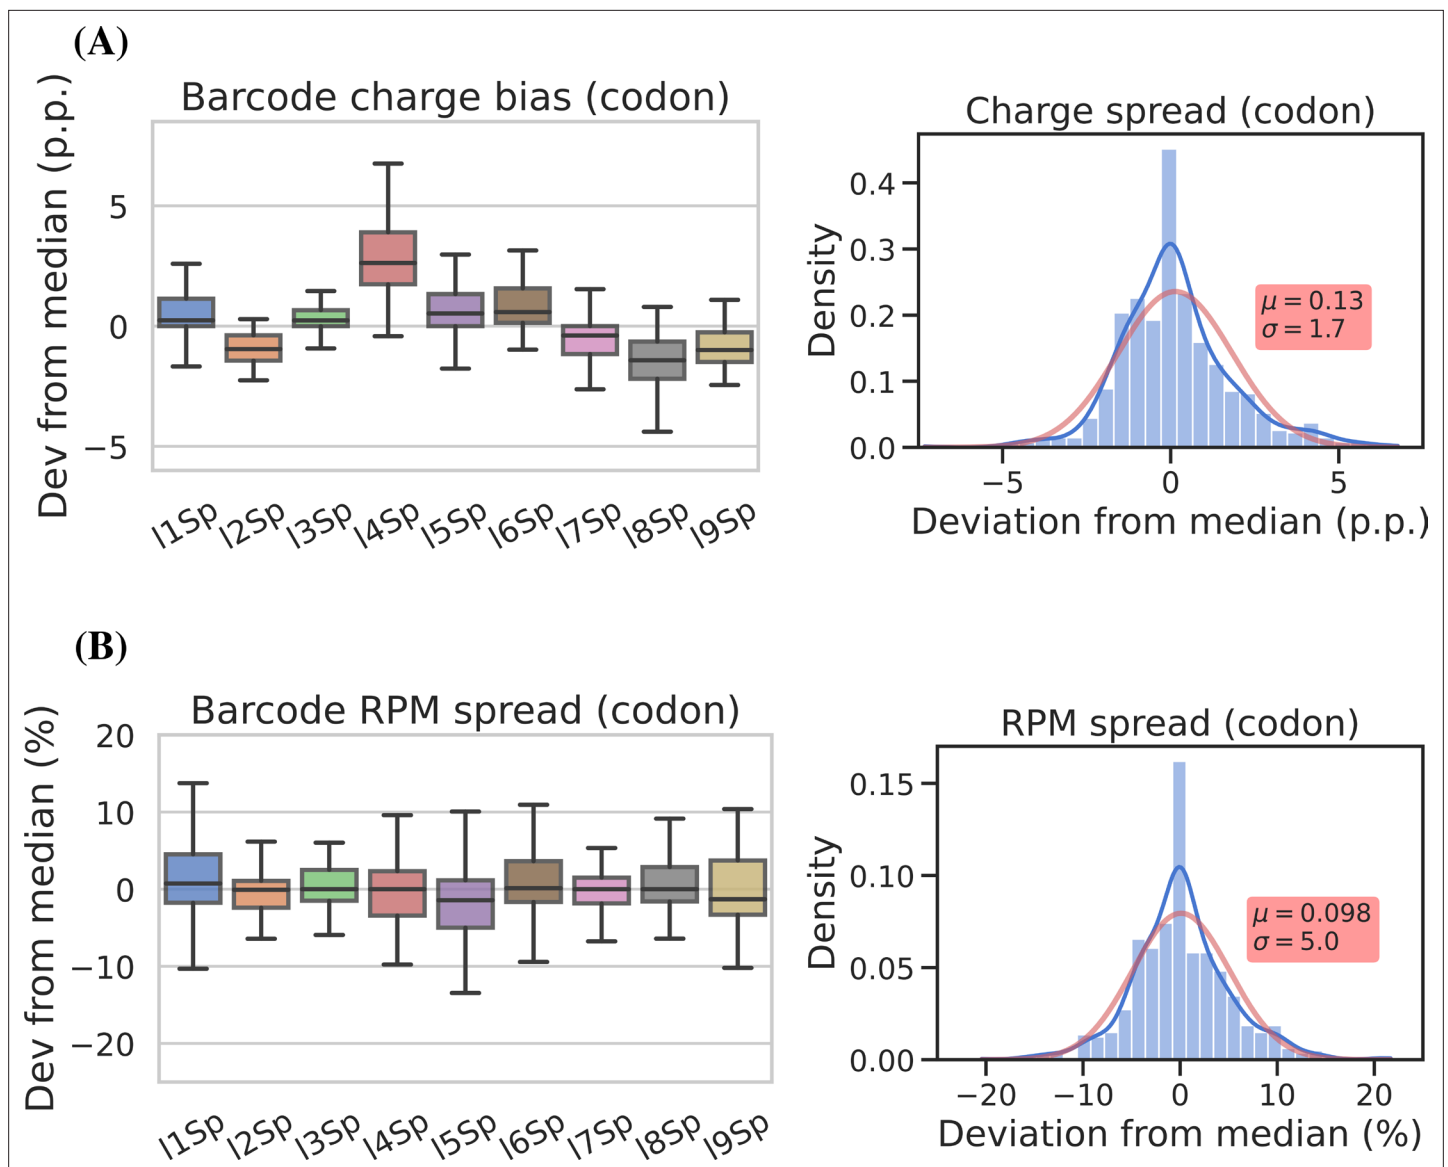 (A)
Barcode charge bias (codon)
Dev from median (p.p.)
5
0
−5
l1Sp l2Sp l3Sp l4Sp l5Sp l6Sp l7Sp l8Sp l9Sp
Charge spread (codon)
Density
0.4
0.3
0.2
0.1
0.0
μ = 0.13
σ = 1.7
−5 0 5
Deviation from median (p.p.)
(B)
Barcode RPM spread (codon)
Dev from median (%)
20
10
0
−10
−20
l1Sp l2Sp l3Sp l4Sp l5Sp l6Sp l7Sp l8Sp l9Sp
RPM spread (codon)
Density
0.15
0.10
0.05
0.00
μ = 0.098
σ = 5.0
−20 −10 0 10 20
Deviation from median (%)